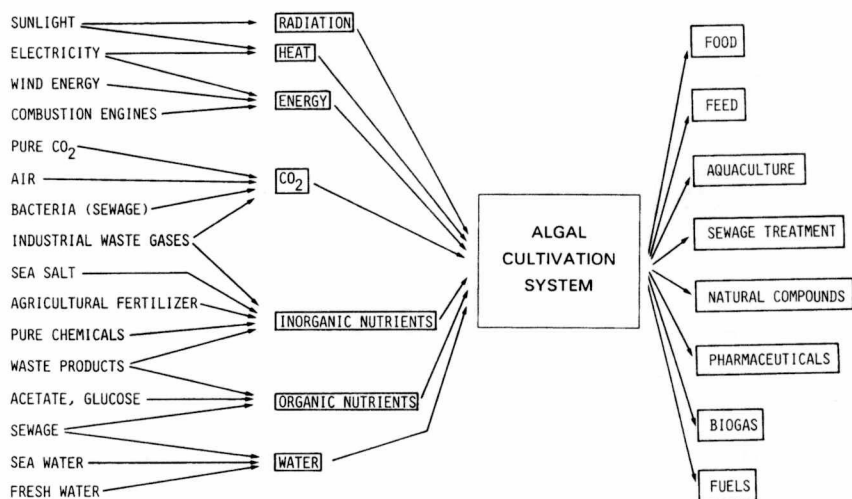 SUNLIGHT
ELECTRICITY
WIND ENERGY
COMBUSTION ENGINES
PURE CO2
AIR
BACTERIA (SEWAGE)
INDUSTRIAL WASTE GASES
SEA SALT
AGRICULTURAL FERTILIZER
PURE CHEMICALS
WASTE PRODUCTS
ACETATE, GLUCOSE
SEWAGE
SEA WATER
FRESH WATER
RADIATION
HEAT
ENERGY
CO2
INORGANIC NUTRIENTS
ORGANIC NUTRIENTS
WATER
ALGAL
CULTIVATION
SYSTEM
FOOD
FEED
AQUACULTURE
SEWAGE TREATMENT
NATURAL COMPOUNDS
PHARMACEUTICALS
BIOGAS
FUELS